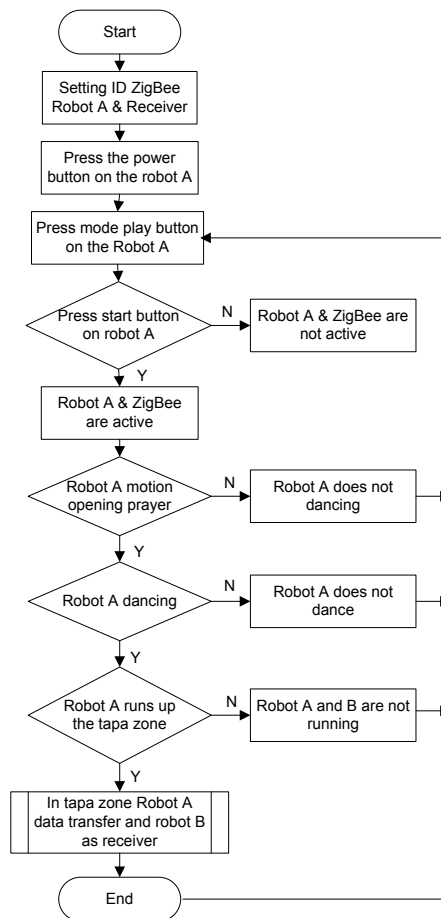 Start
Setting ID ZigBee
Robot A & Receiver
Press the power
button on the robot A
Press mode play button
on the Robot A
Press start button
on robot A
N
Robot A & ZigBee are
not active
Y
Robot A & ZigBee
are active
Robot A motion
opening prayer
N
Robot A does not
dancing
Y
Robot A dancing
N
Robot A does not
dance
Y
Robot A runs up
the tapa zone
N
Robot A and B are not
running
Y
In tapa zone Robot A
data transfer and robot B
as receiver
End